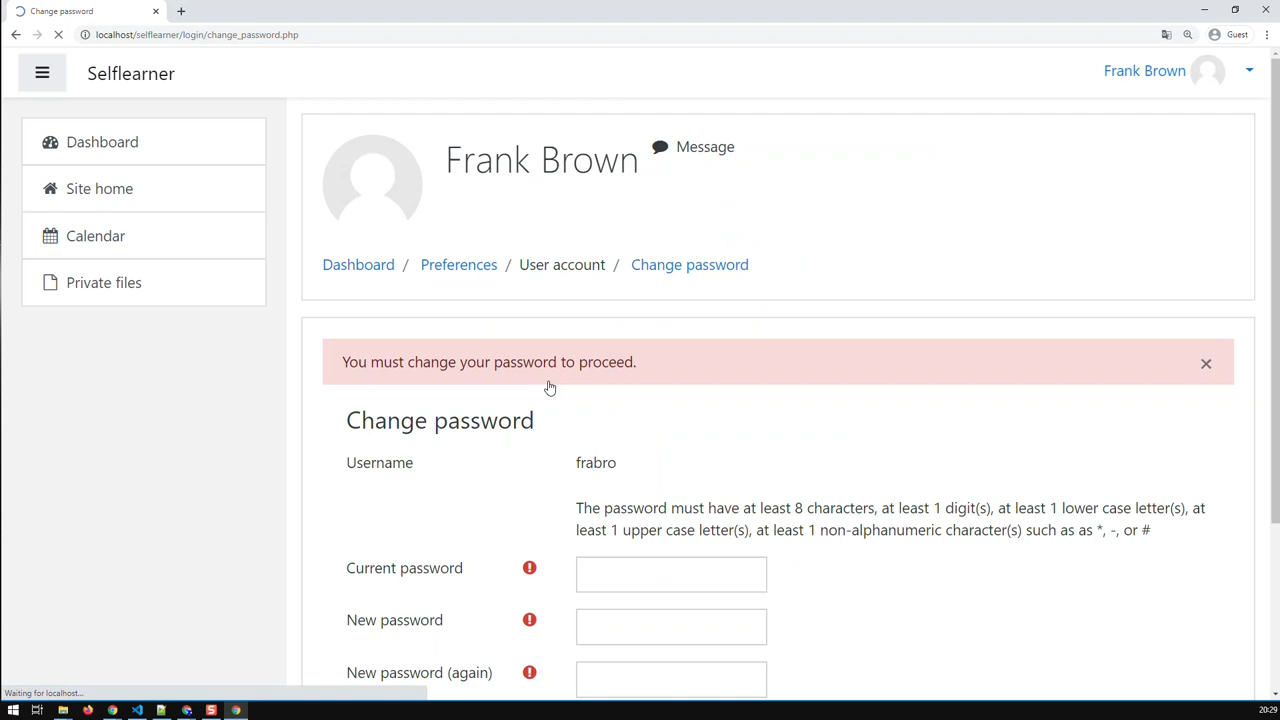 Change password
localhost/selflearner/login/change_password.php
Guest
Selflearner
Frank Brown
Dashboard
Site home
Calendar
Private files
Frank Brown
Message
Dashboard / Preferences / User account / Change password
You must change your password to proceed.
Change password
Username frabro
The password must have at least 8 characters, at least 1 digit(s), at least 1 lower case letter(s), at
least 1 upper case letter(s), at least 1 non-alphanumeric character(s) such as as *, -, or #
Current password
New password
New password (again)
Waiting for localhost...
20:29